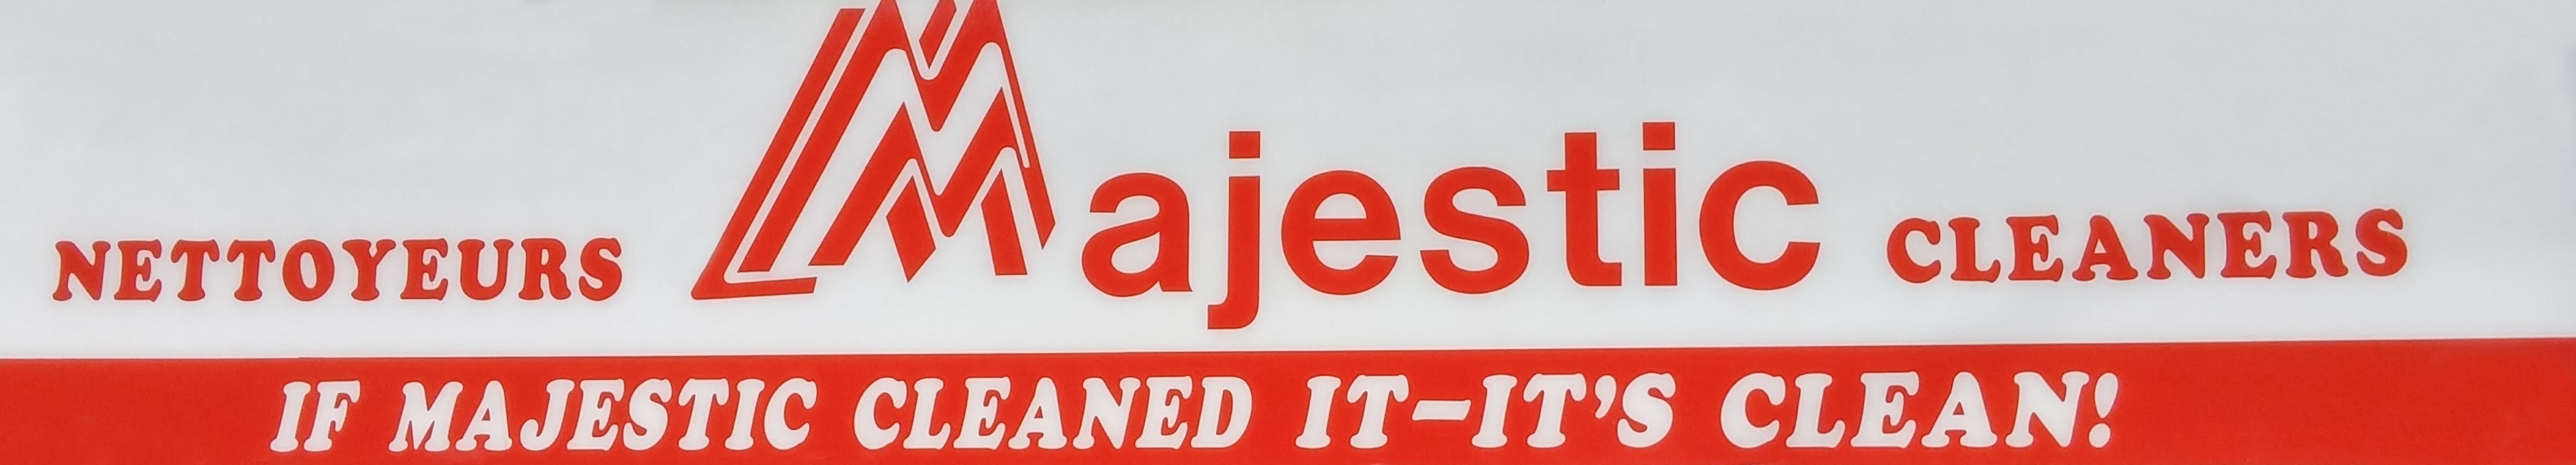 NETTOYEURS Majestic CLEANERS
IF MAJESTIC CLEANED IT-IT'S CLEAN!